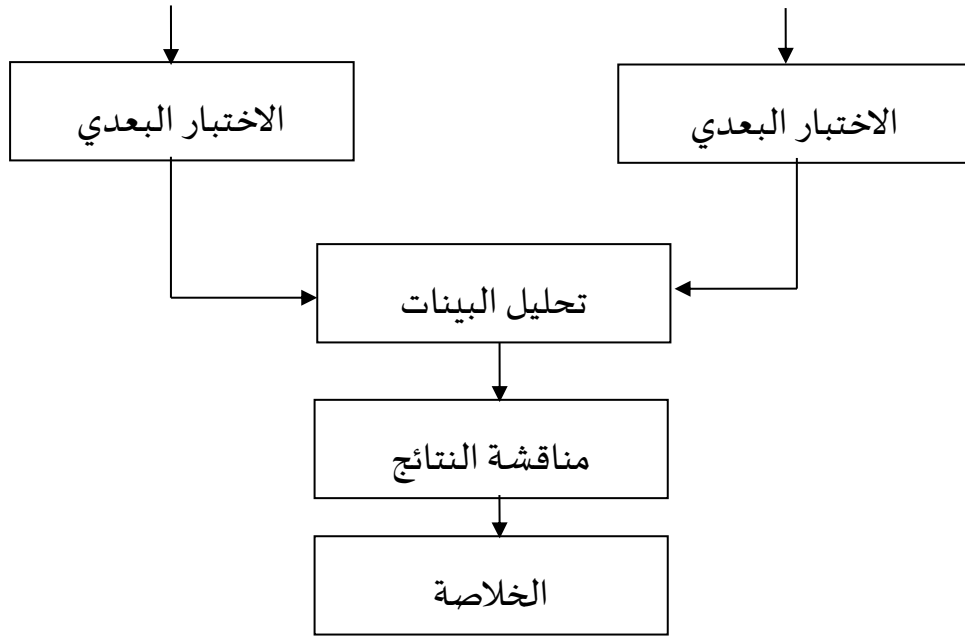 الاختبار البعدي
الاختبار البعدي
تحليل البينات
مناقشة النتائج
الخلاصة